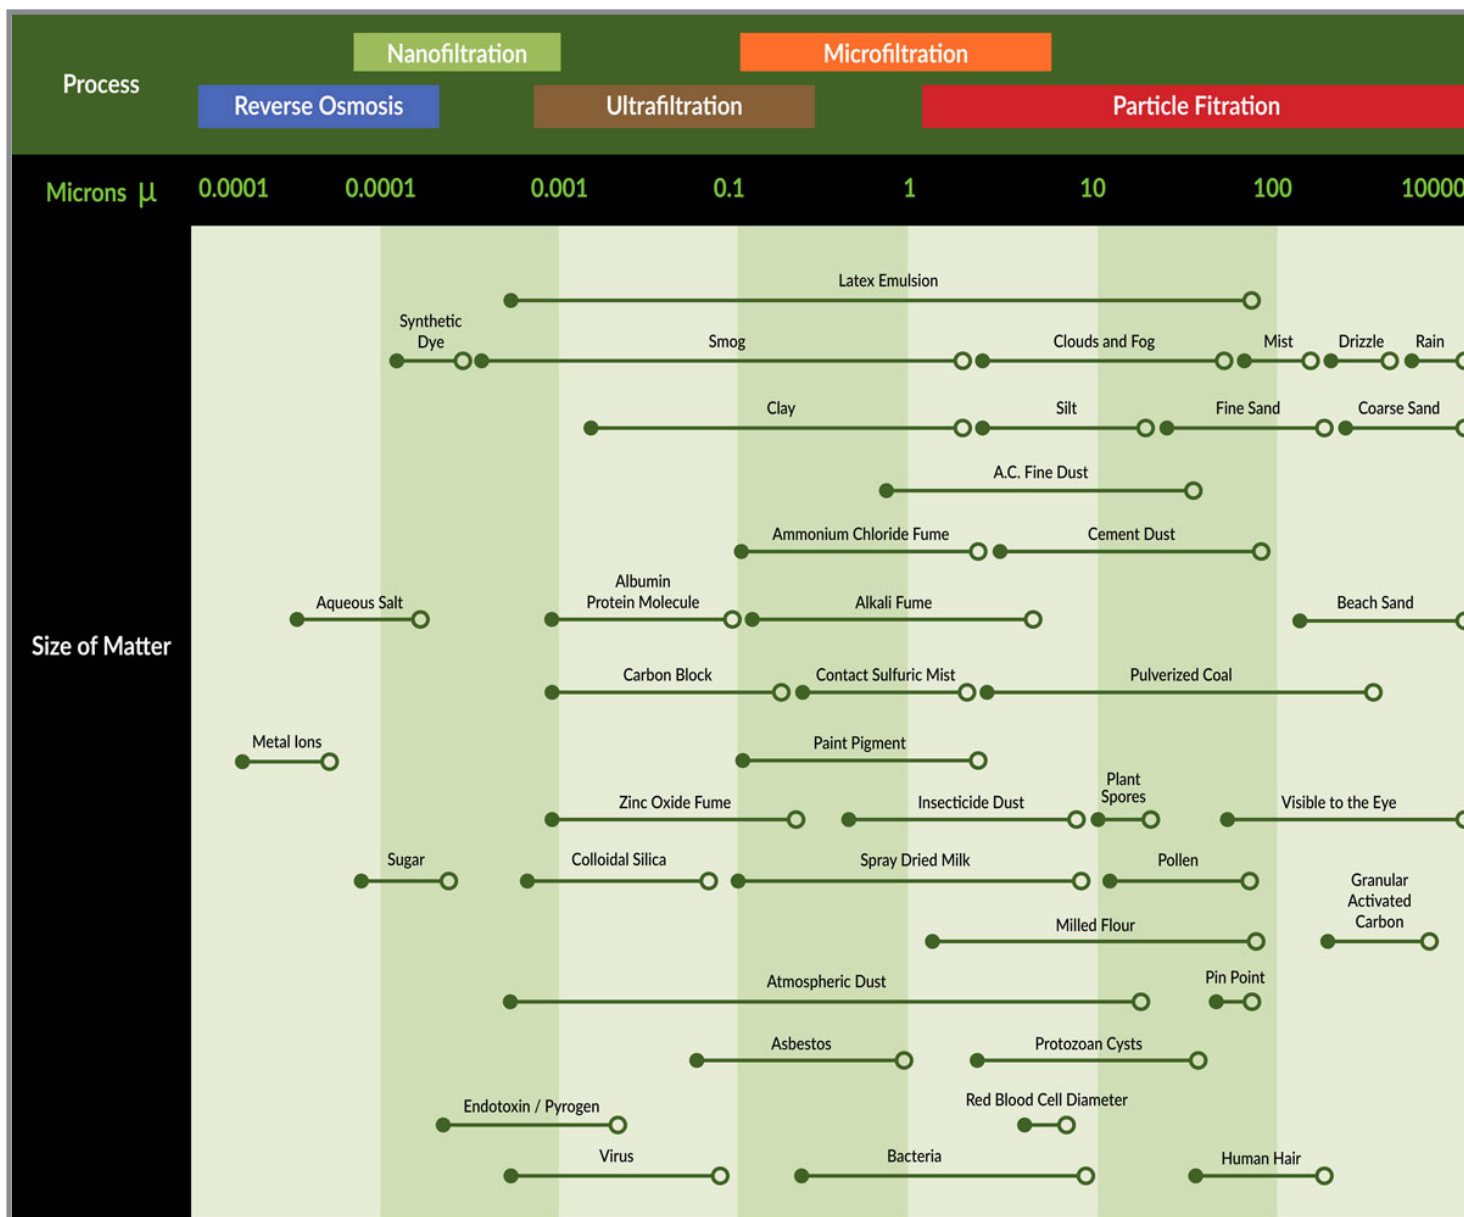 Process
Nanofiltration
Microfiltration
Reverse Osmosis
Ultrafiltration
Particle Fitration
Microns μ 0.0001 0.0001 0.001 0.1 1 10 100 10000
Size of Matter
Latex Emulsion
Synthetic
Dye
Smog
Clouds and Fog
Mist
Drizzle
Rain
Clay
Silt
Fine Sand
Coarse Sand
A.C. Fine Dust
Ammonium Chloride Fume
Cement Dust
Aqueous Salt
Albumin
Protein Molecule
Alkali Fume
Beach Sand
Carbon Block
Contact Sulfuric Mist
Pulverized Coal
Metal Ions
Paint Pigment
Zinc Oxide Fume
Insecticide Dust
Plant
Spores
Visible to the Eye
Sugar
Colloidal Silica
Spray Dried Milk
Pollen
Granular
Activated
Carbon
Milled Flour
Atmospheric Dust
Pin Point
Asbestos
Protozoan Cysts
Endotoxin / Pyrogen
Red Blood Cell Diameter
Virus
Bacteria
Human Hair